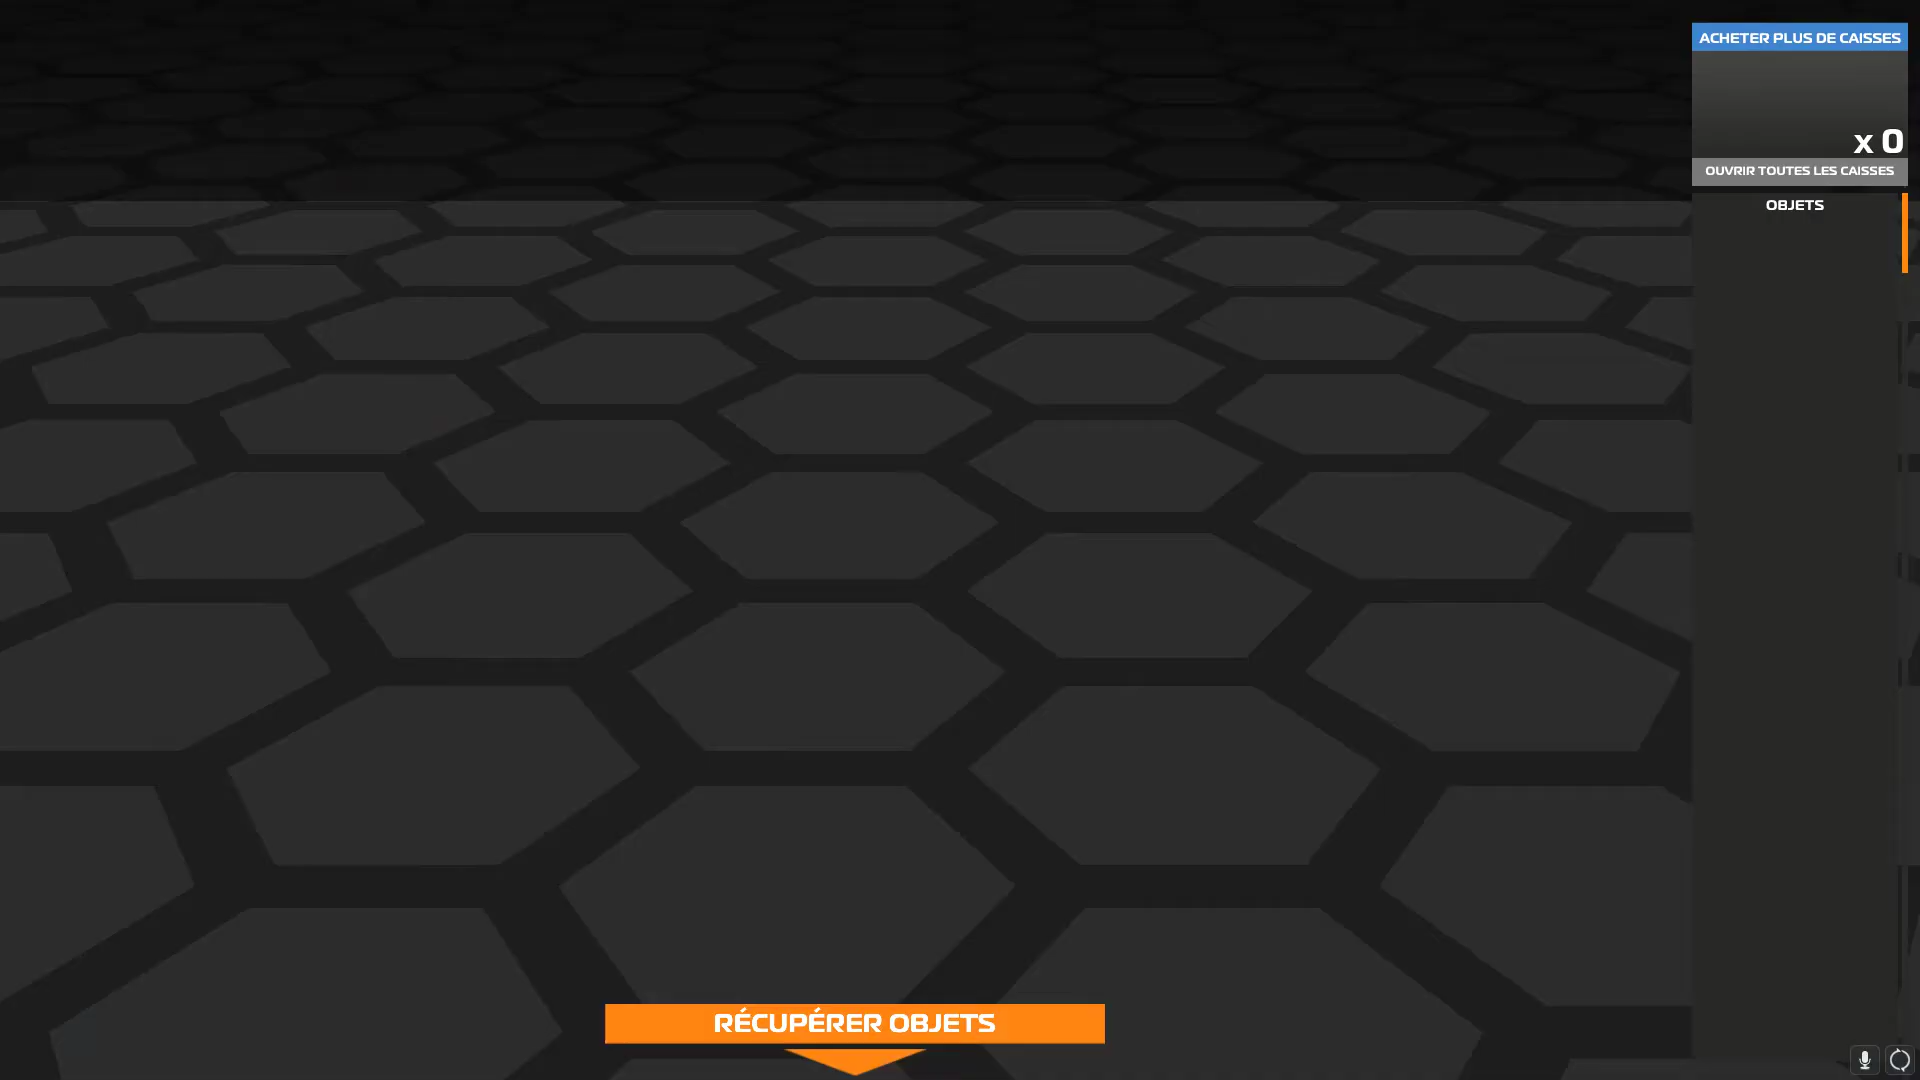 ACHETER PLUS DE CAISSES
x 0
OUVRIR TOUTES LES CAISSES
OBJETS
RÉCUPÉRER OBJETS